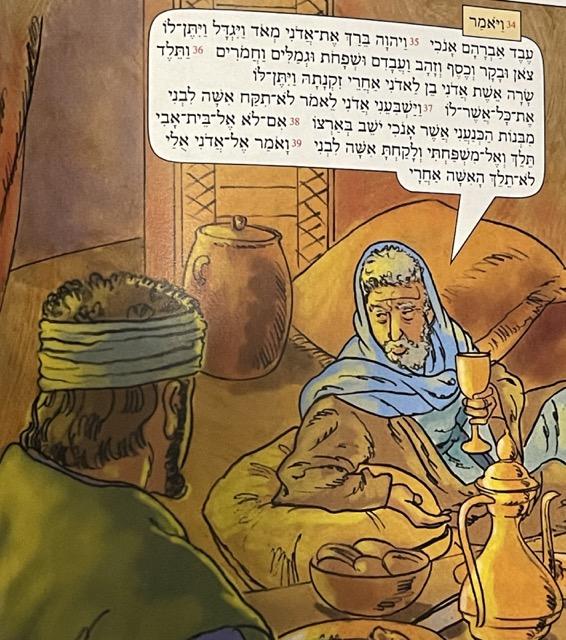 34 וַיֹּאמַר
עֶבֶד אַבְרָהָם אָנֹכִי 35 וַיהוָה בֵּרַךְ אֶת־אֲדֹנִי מְאֹד וַיִּגְדָּל וַיִּתֶּן־לוֹ
צֹאן וּבָקָר וְכֶסֶף וְזָהָב וַעֲבָדִם וּשְׁפָחֹת וּגְמַלִּים וַחֲמֹרִים 36 וַתֵּלֶד
שָׂרָה אֵשֶׁת אֲדֹנִי בֵן לַאדֹנִי אַחֲרֵי זִקְנָתָהּ וַיִּתֶּן־לוֹ
אֶת־כָּל־אֲשֶׁר־לוֹ 37 וַיַּשְׁבִּעֵנִי אֲדֹנִי לֵאמֹר לֹא־תִקַּח אִשָּׁה לִבְנִי
מִבְּנוֹת הַכְּנַעֲנִי אֲשֶׁר אָנֹכִי יֹשֵׁב בְּאַרְצוֹ 38 אִם־לֹא אֶל־בֵּית־אָבִי
תֵּלֵךְ וְאֶל־מִשְׁפַּחְתִּי וְלָקַחְתָּ אִשָּׁה לִבְנִי 39 וָאֹמַר אֶל־אֲדֹנִי אֻלַי
לֹא־תֵלֵךְ הָאִשָּׁה אַחֲרָי